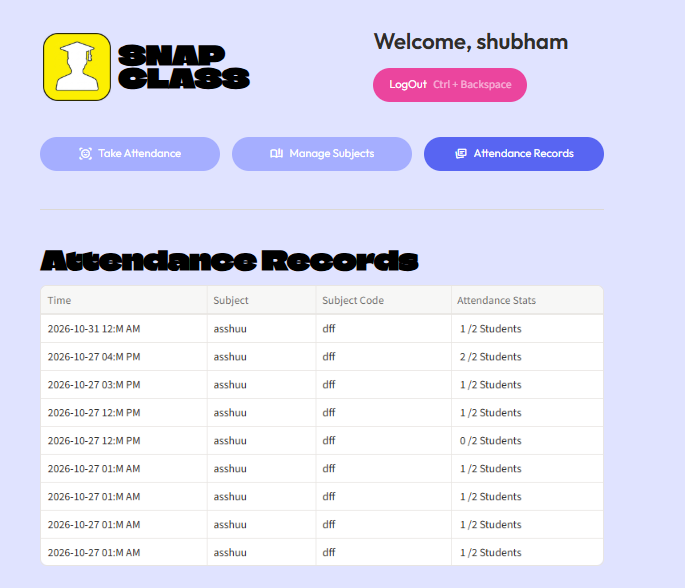 SNAP
CLASS
Welcome, shubham
LogOut Ctrl + Backspace
Take Attendance Manage Subjects Attendance Records
Attendance Records
Time Subject Subject Code Attendance Stats
2026-10-31 12:M AM asshuu dff 1 /2 Students
2026-10-27 04:M PM asshuu dff 2 /2 Students
2026-10-27 03:M PM asshuu dff 1 /2 Students
2026-10-27 12:M PM asshuu dff 1 /2 Students
2026-10-27 12:M PM asshuu dff 0 /2 Students
2026-10-27 01:M AM asshuu dff 1 /2 Students
2026-10-27 01:M AM asshuu dff 1 /2 Students
2026-10-27 01:M AM asshuu dff 1 /2 Students
2026-10-27 01:M AM asshuu dff 1 /2 Students